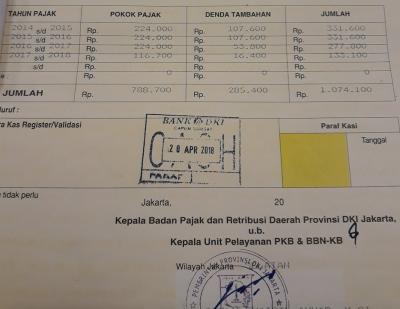 TAHUN PAJAK POKOK PAJAK DENDA TAMBAHAN JUMLAH
2014 s/d 2015 Rp. 224.000 Rp. 107.600 Rp. 331.600
2015 s/d 2016 Rp. 224.000 Rp. 107.600 Rp. 331.600
2016 s/d 2017 Rp. 224.000 Rp. 53.800 Rp. 277.800
2017 s/d 2018 Rp. 116.700 Rp. 16.400 Rp. 133.100
s/d Rp. 0 Rp. 0 Rp. 0
JUMLAH Rp. 788.700 Rp. 285.400 Rp. 1.074.100
Kas Register/Validasi
BANK DKI
20 APR 2018
PARAF
Paraf Kasi
Tanggal
tidak perlu
Jakarta, 20
Kepala Badan Pajak dan Retribusi Daerah Provinsi DKI Jakarta,
u.b.
Kepala Unit Pelayanan PKB & BBN-KB
Wilayah Jakarta